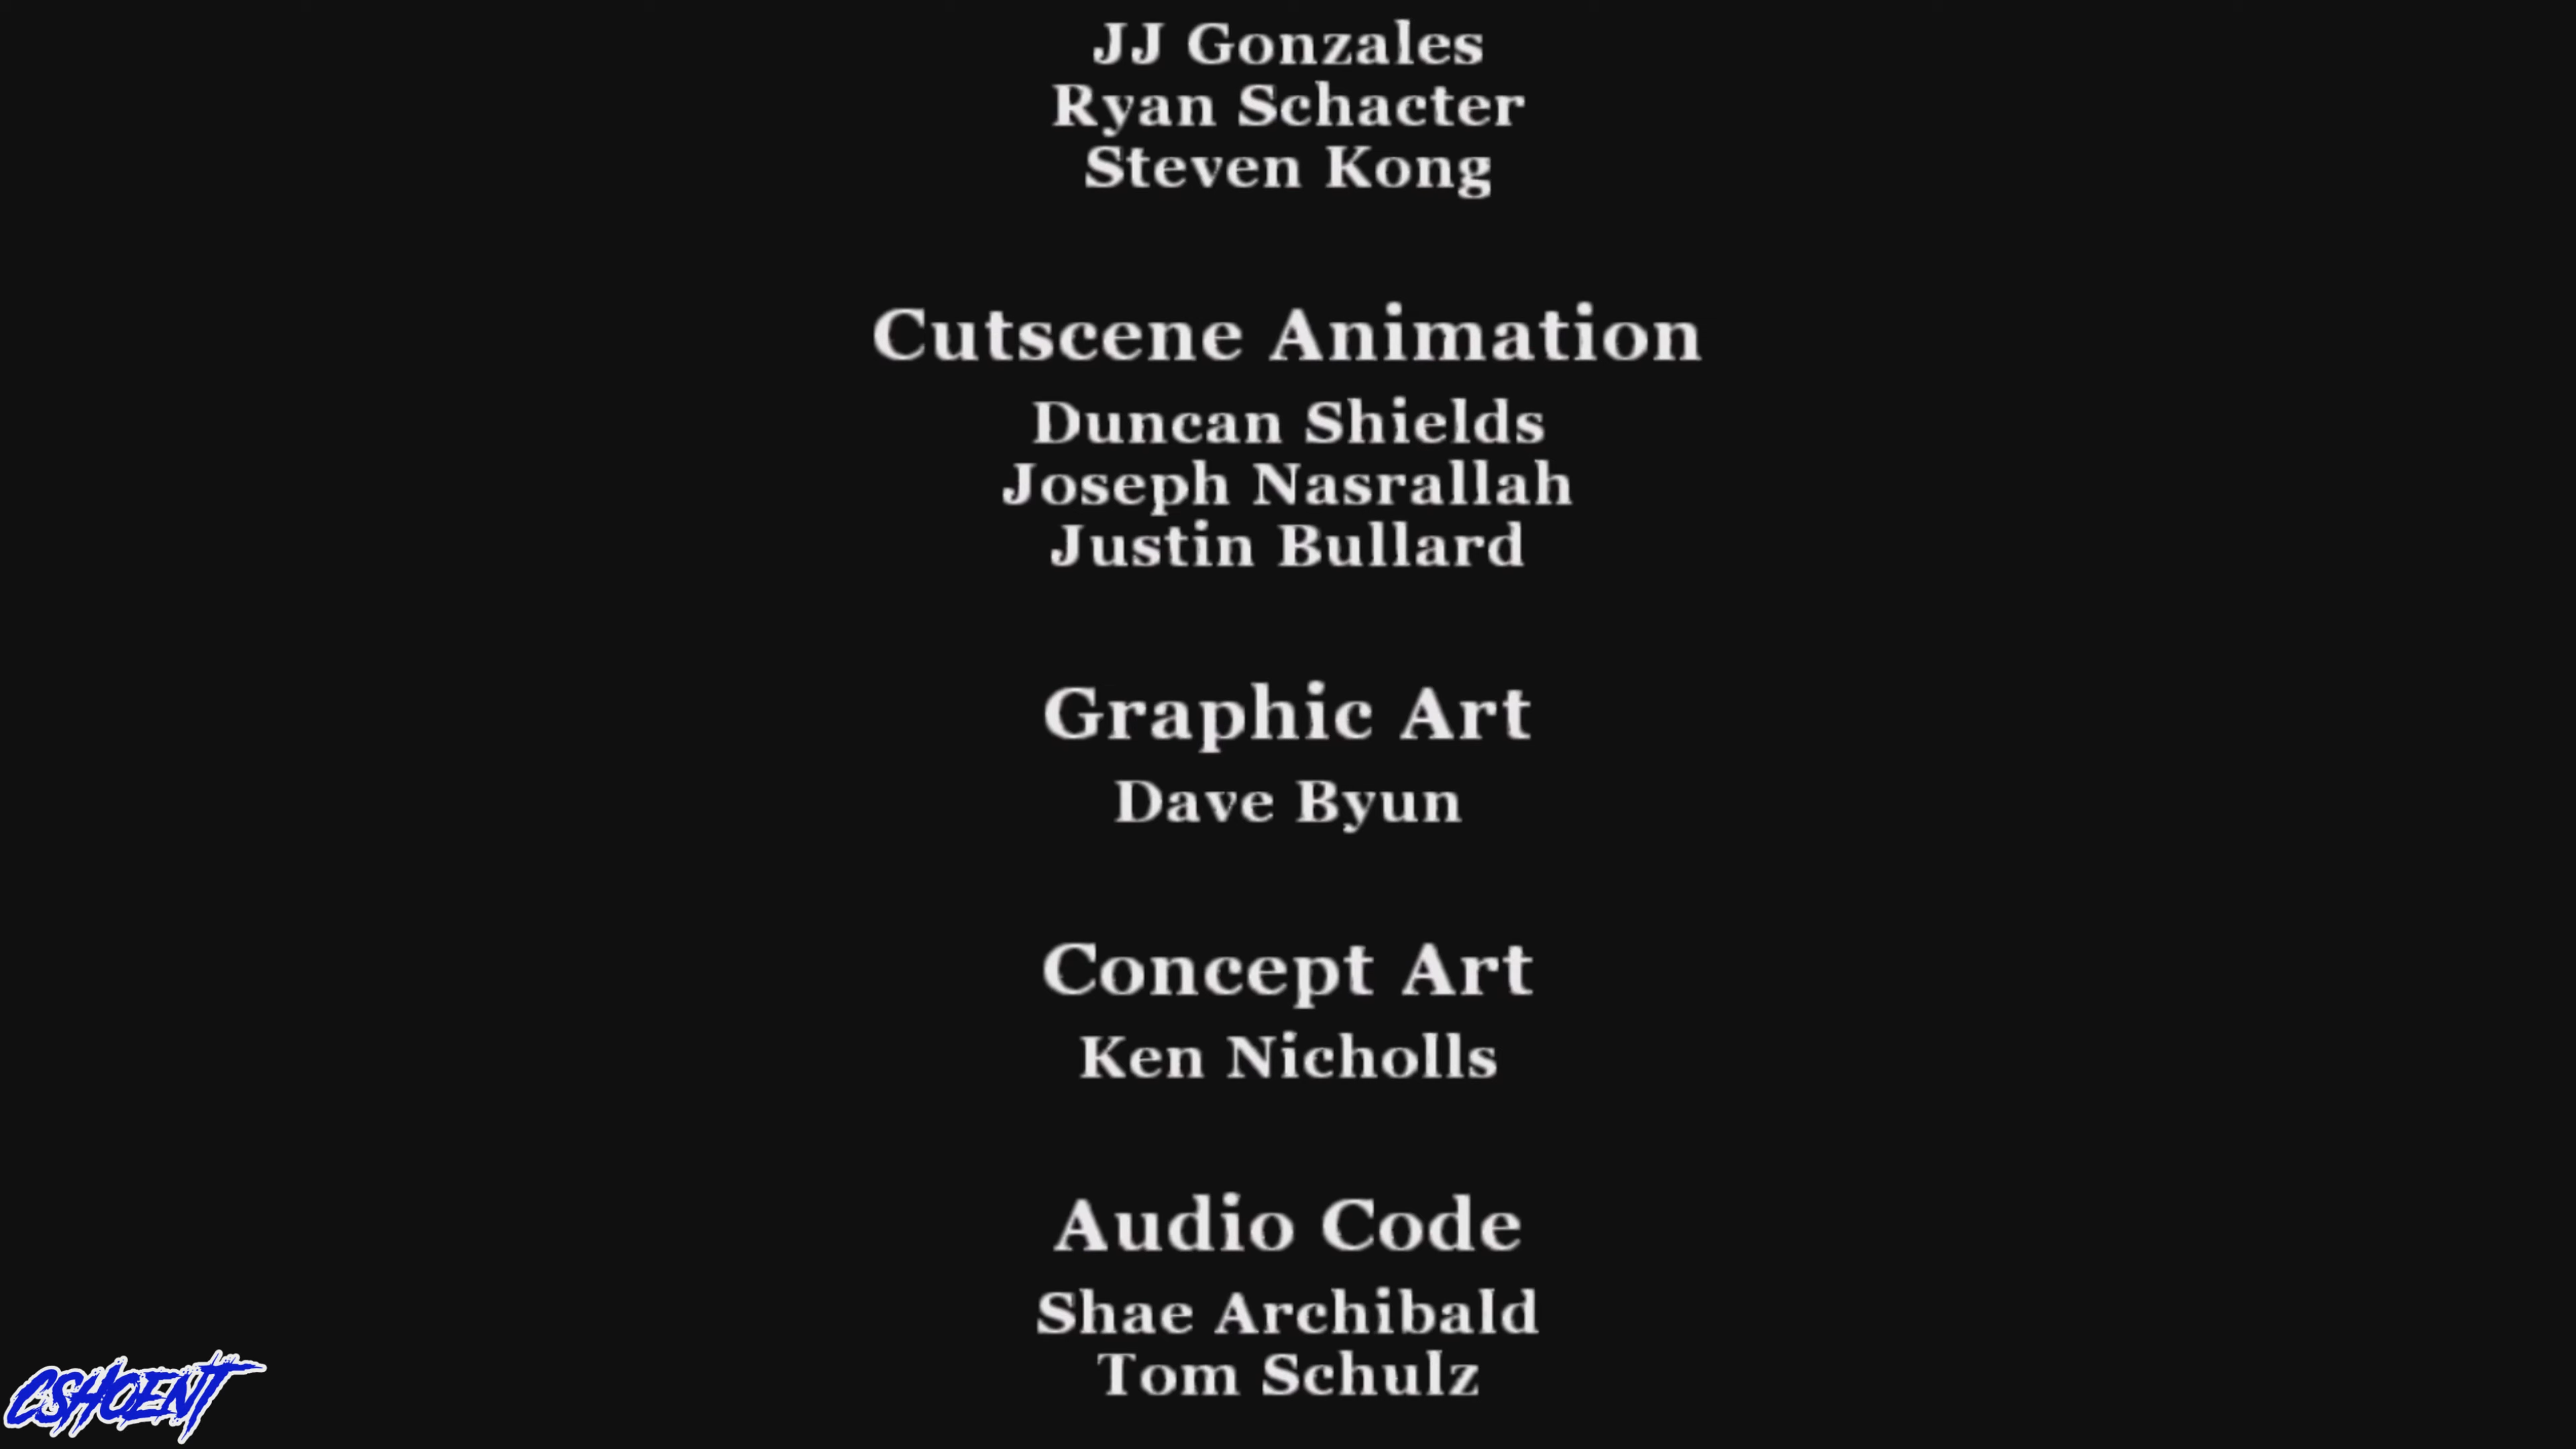 JJ Gonzales
Ryan Schacter
Steven Kong
Cutscene Animation
Duncan Shields
Joseph Nasrallah
Justin Bullard
Graphic Art
Dave Byun
Concept Art
Ken Nicholls
Audio Code
Shae Archibald
Tom Schulz
CSHOENT